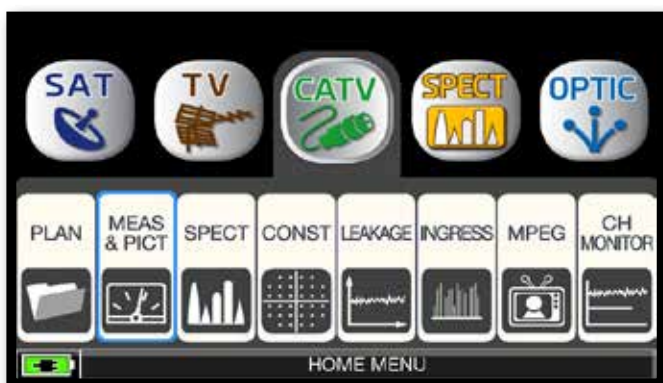 SAT
TV
CATV
SPECT
OPTIC
PLAN
MEAS
& PICT
SPECT
CONST
LEAKAGE
INGRESS
MPEG
CH
MONITOR
HOME MENU